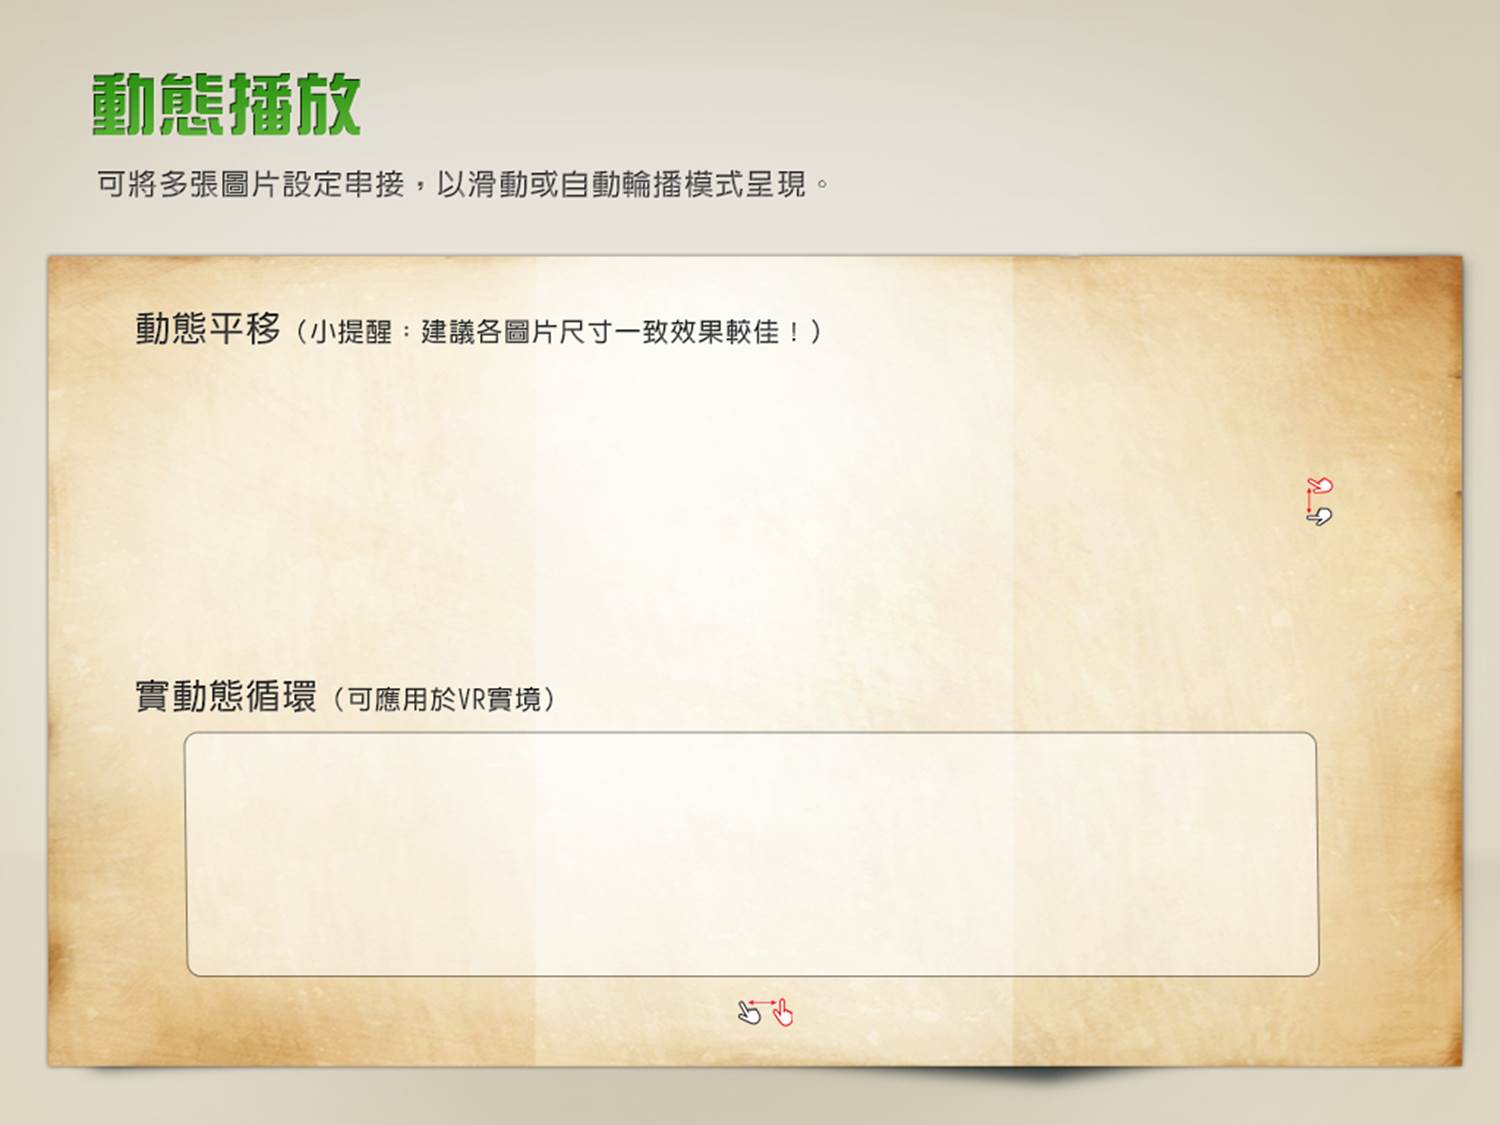 動態播放
可將多張圖片設定串接，以滑動或自動輪播模式呈現。
動態平移（小提醒：建議各圖片尺寸一致效果較佳！）
實動態循環（可應用於VR實境）